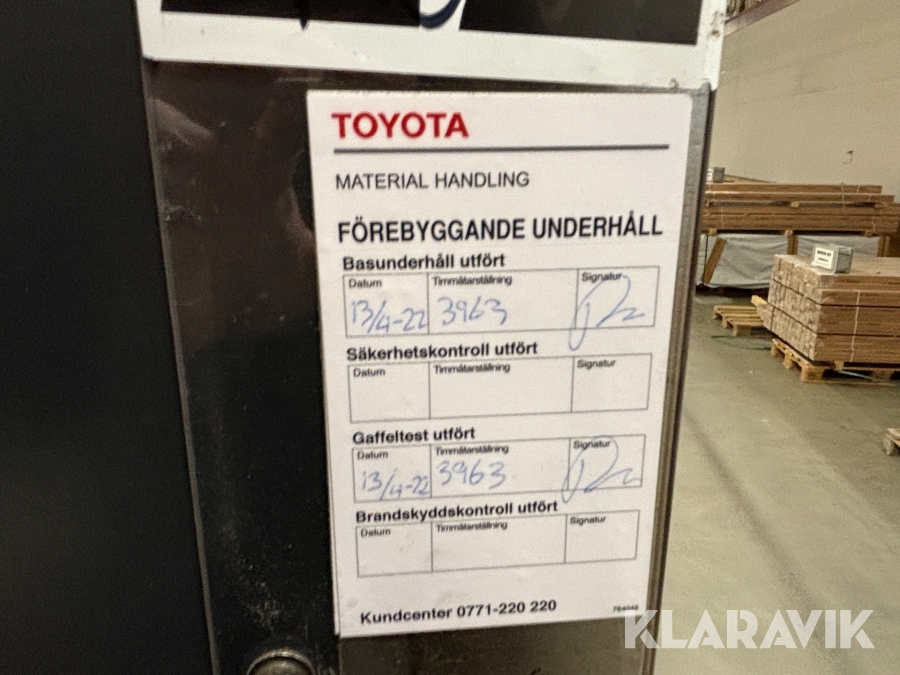 TOYOTA
MATERIAL HANDLING
FÖREBYGGANDE UNDERHÅLL
Basunderhåll utfört
Datum Timmätarställning Signatur
13/4-22 3963
Säkerhetskontroll utfört
Datum Timmätarställning Signatur
Gaffeltest utfört
Datum Timmätarställning Signatur
13/4-22 3963
Brandskyddskontroll utfört
Datum Timmätarställning Signatur
Kundcenter 0771-220 220
KLARAVIK